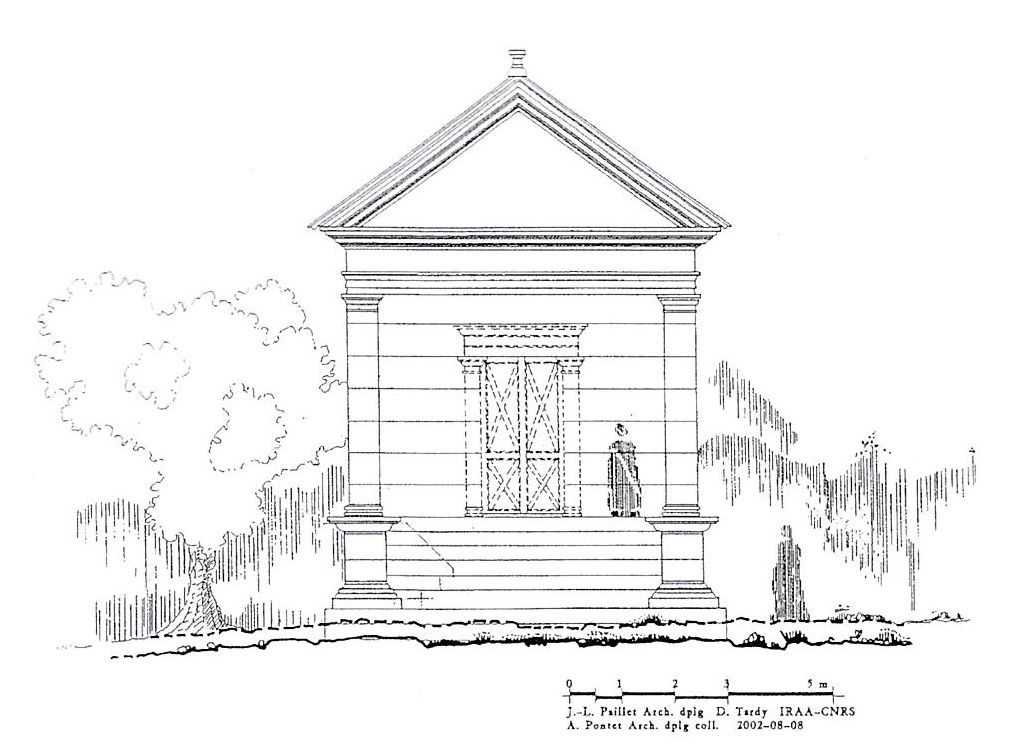 0 1 2 3 5 m
J.-L. Paillet Arch. dplg D. Tardy IRAA-CNRS
A. Pontet Arch. dplg coll. 2002-08-08